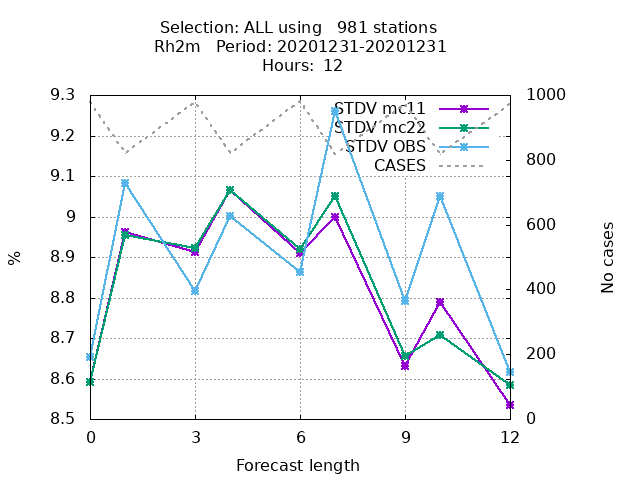 Selection: ALL using   981 stations
Rh2m   Period: 20201231-20201231
Hours:  12
STDV mc11
STDV mc22
STDV OBS
CASES
9.3
9.2
9.1
9
8.9
8.8
8.7
8.6
8.5
%
1000
800
600
400
200
0
No cases
0 3 6 9 12
Forecast length